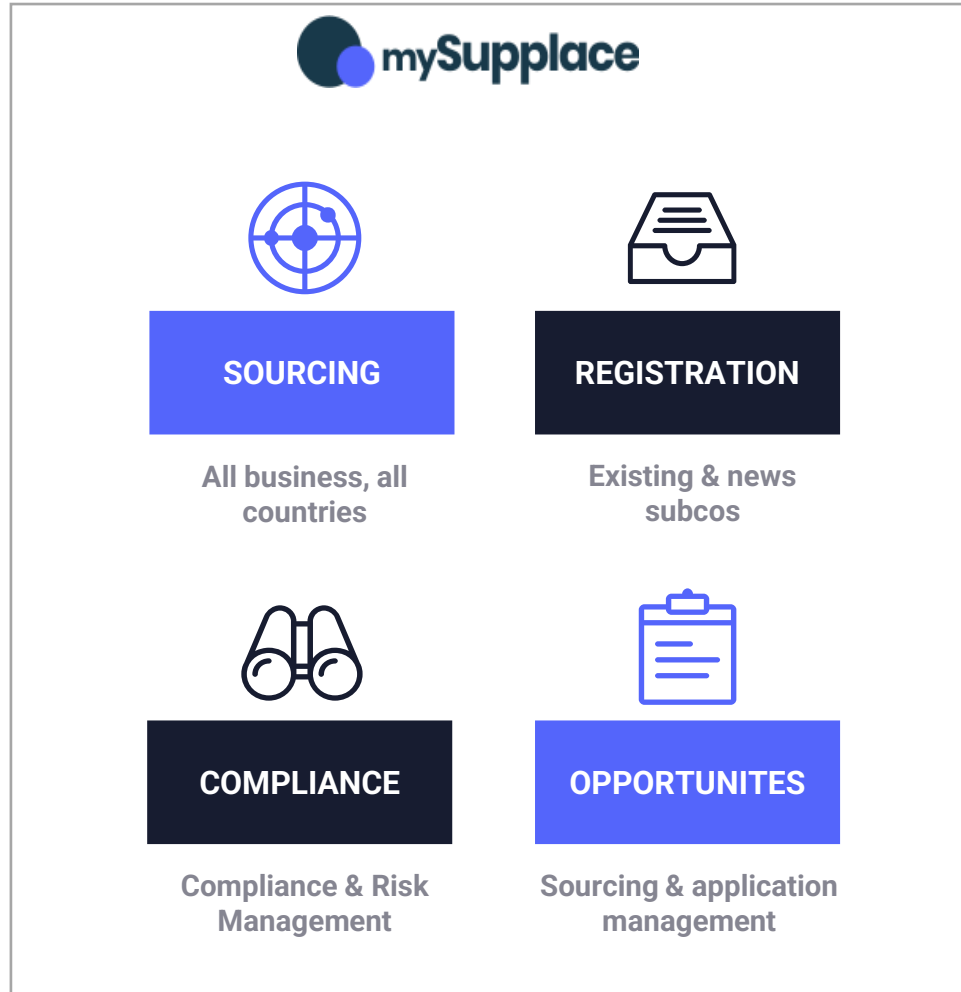 mySupplace
SOURCING
All business, all
countries
REGISTRATION
Existing & news
subcos
COMPLIANCE
Compliance & Risk
Management
OPPORTUNITES
Sourcing & application
management